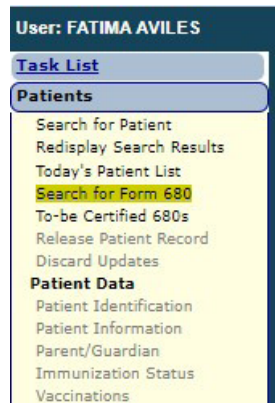 User: FATIMA AVILES
Task List
Patients
Search for Patient
Redisplay Search Results
Today's Patient List
Search for Form 680
To-be Certified 680s
Release Patient Record
Discard Updates
Patient Data
Patient Identification
Patient Information
Parent/Guardian
Immunization Status
Vaccinations